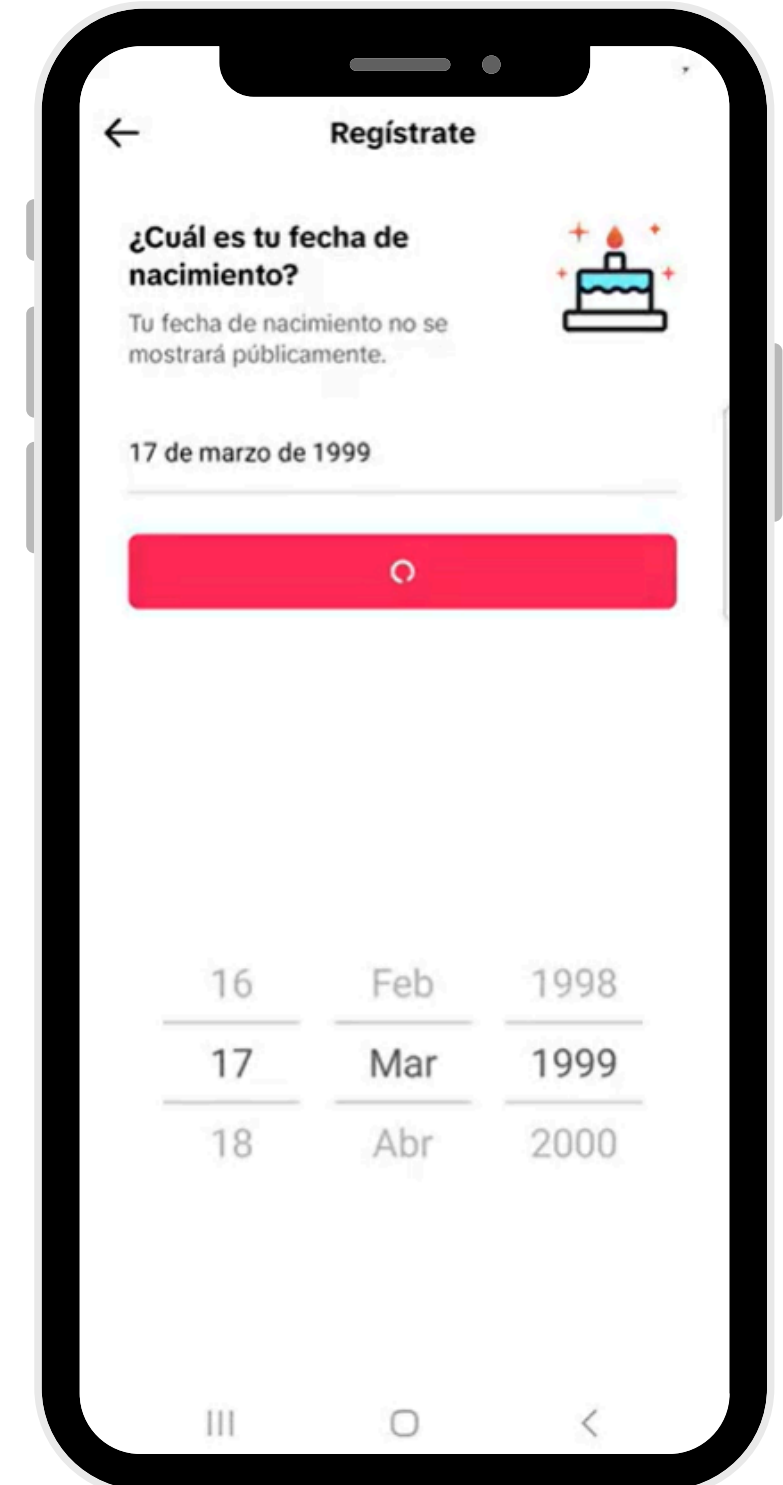 Regístrate
¿Cuál es tu fecha de
nacimiento?
Tu fecha de nacimiento no se
mostrará públicamente.
17 de marzo de 1999
16 Feb 1998
17 Mar 1999
18 Abr 2000